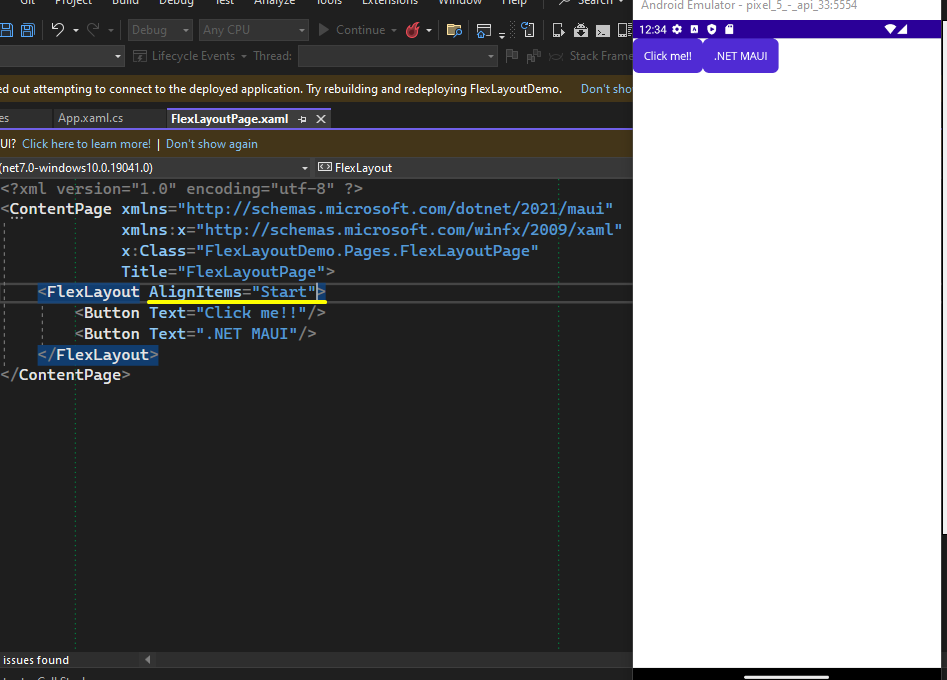 Git Project Build Debug Test Analyze Tools Extensions Window Help Search
Android Emulator - pixel_5_-_api_33:5554
Debug Any CPU Continue
12:34
Lifecycle Events Thread: Stack Frame
Click me!! .NET MAUI
ed out attempting to connect to the deployed application. Try rebuilding and redeploying FlexLayoutDemo. Don't sho
es App.xaml.cs FlexLayoutPage.xaml
UI? Click here to learn more! | Don't show again
(net7.0-windows10.0.19041.0) FlexLayout
<?xml version="1.0" encoding="utf-8" ?>
<ContentPage xmlns="http://schemas.microsoft.com/dotnet/2021/maui"
xmlns:x="http://schemas.microsoft.com/winfx/2009/xaml"
x:Class="FlexLayoutDemo.Pages.FlexLayoutPage"
Title="FlexLayoutPage">
<FlexLayout AlignItems="Start">
<Button Text="Click me!!"/>
<Button Text=".NET MAUI"/>
</FlexLayout>
</ContentPage>
issues found